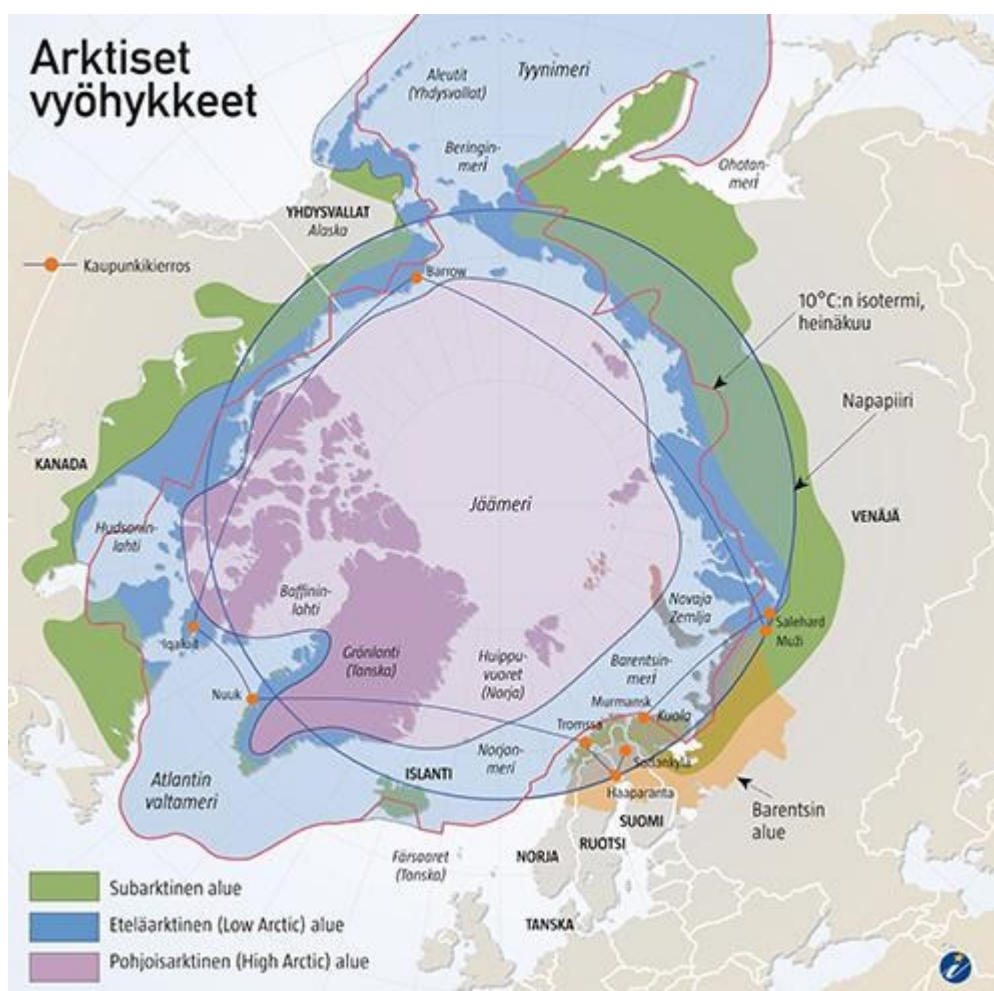 Arktiset
vyöhykkeet
Aleutit
(Yhdysvallat)
Tyynimeri
Beringin-
meri
Ohotan-
meri
YHDYSVALLAT
Alaska
Kaupunkikierros
Barrow
10°C:n isotermi,
heinäkuu
Napapiiri
KANADA
Jäämeri
VENÄJÄ
Hudsonin-
lahti
Baffinin-
lahti
Novaja
Zemlja
Salehard
Muži
Iqaluit
Grönlanti
(Tanska)
Huippu-
vuoret
(Norja)
Barentsin-
meri
Nuuk
Murmansk
Kuola
Tromssa
Sodankylä
Norjan-
meri
ISLANTI
Atlantin
valtameri
Haaparanta
Barentsin
alue
SUOMI
RUOTSI
NORJA
Färsaaret
(Tanska)
TANSKA
Subarktinen alue
Eteläarktinen (Low Arctic) alue
Pohjoisarktinen (High Arctic) alue
i